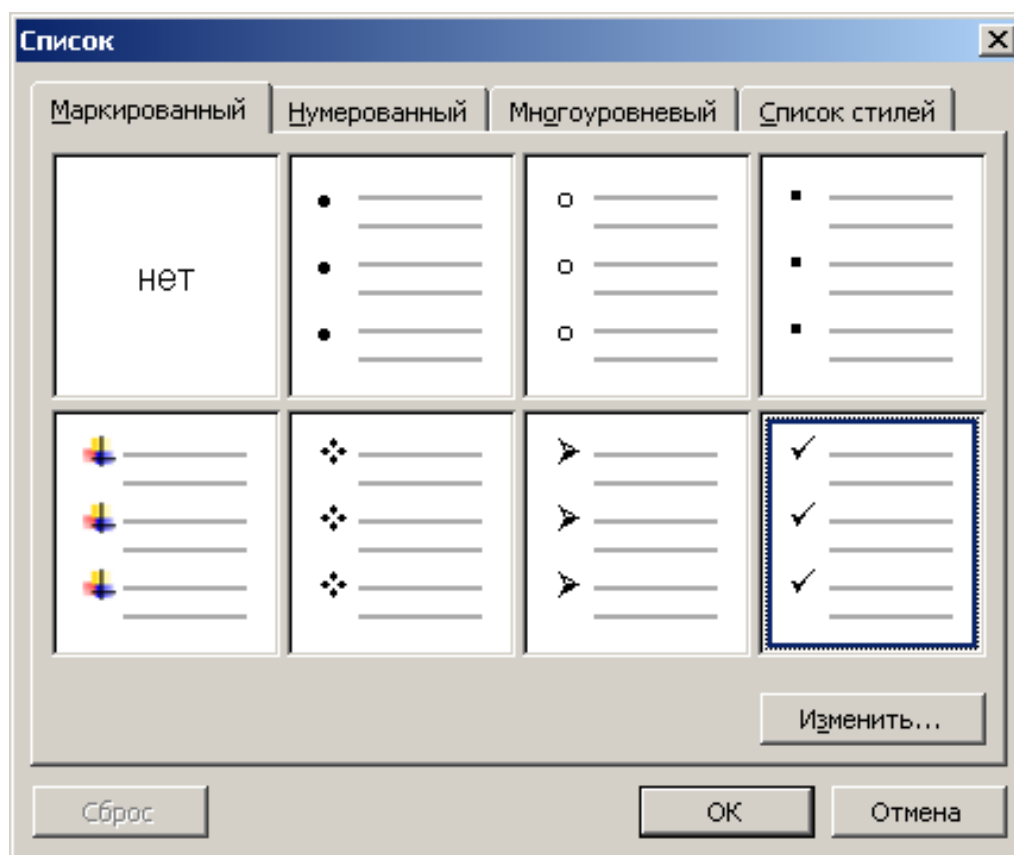 Список
Маркированный
Нумерованный
Многоуровневый
Список стилей
нет
Изменить...
Сброс
ОК
Отмена